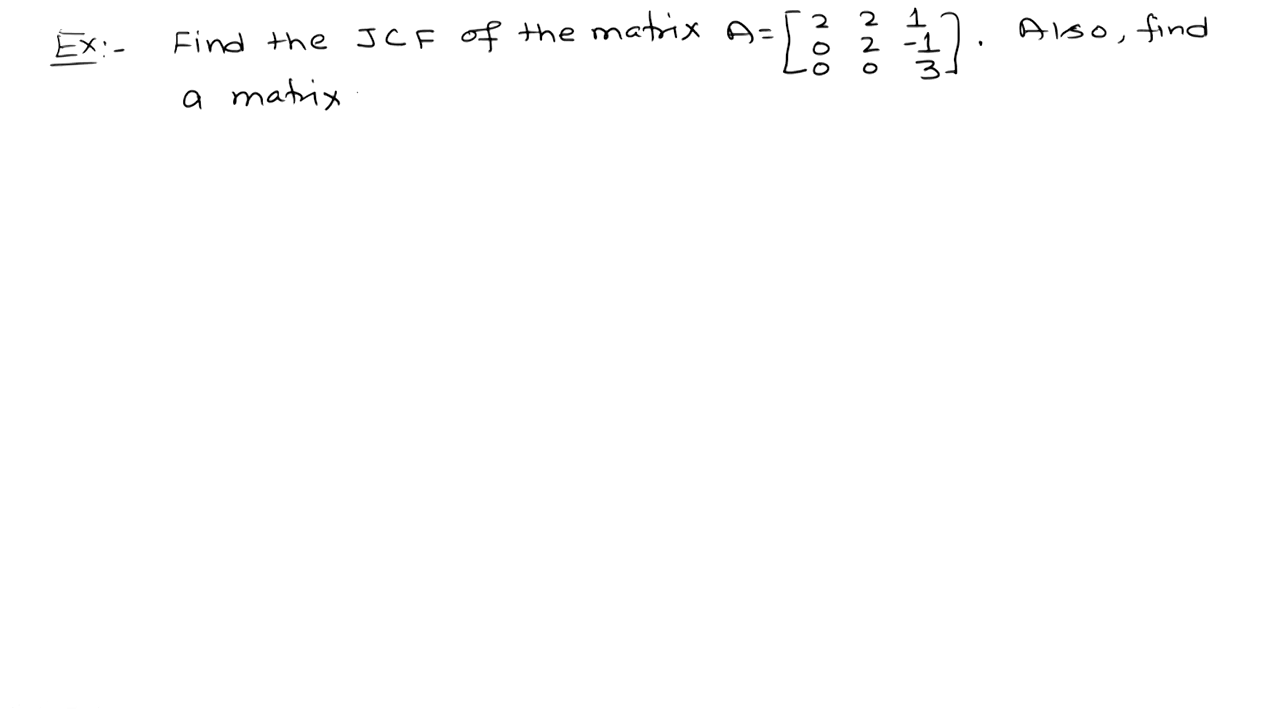 Ex:- Find the JCF of the matrix A = [2 2 1; 0 2 -1; 0 0 3]. Also, find
a matrix